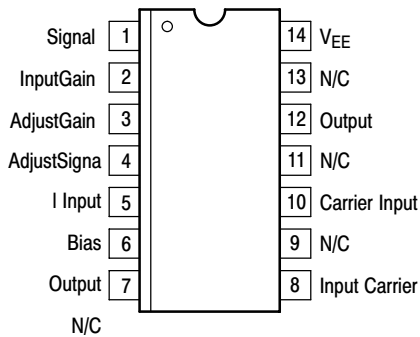 Signal 1 14 VEE
InputGain 2 13 N/C
AdjustGain 3 12 Output
AdjustSigna 4 11 N/C
l Input 5 10 Carrier Input
Bias 6 9 N/C
Output 7 8 Input Carrier
N/C